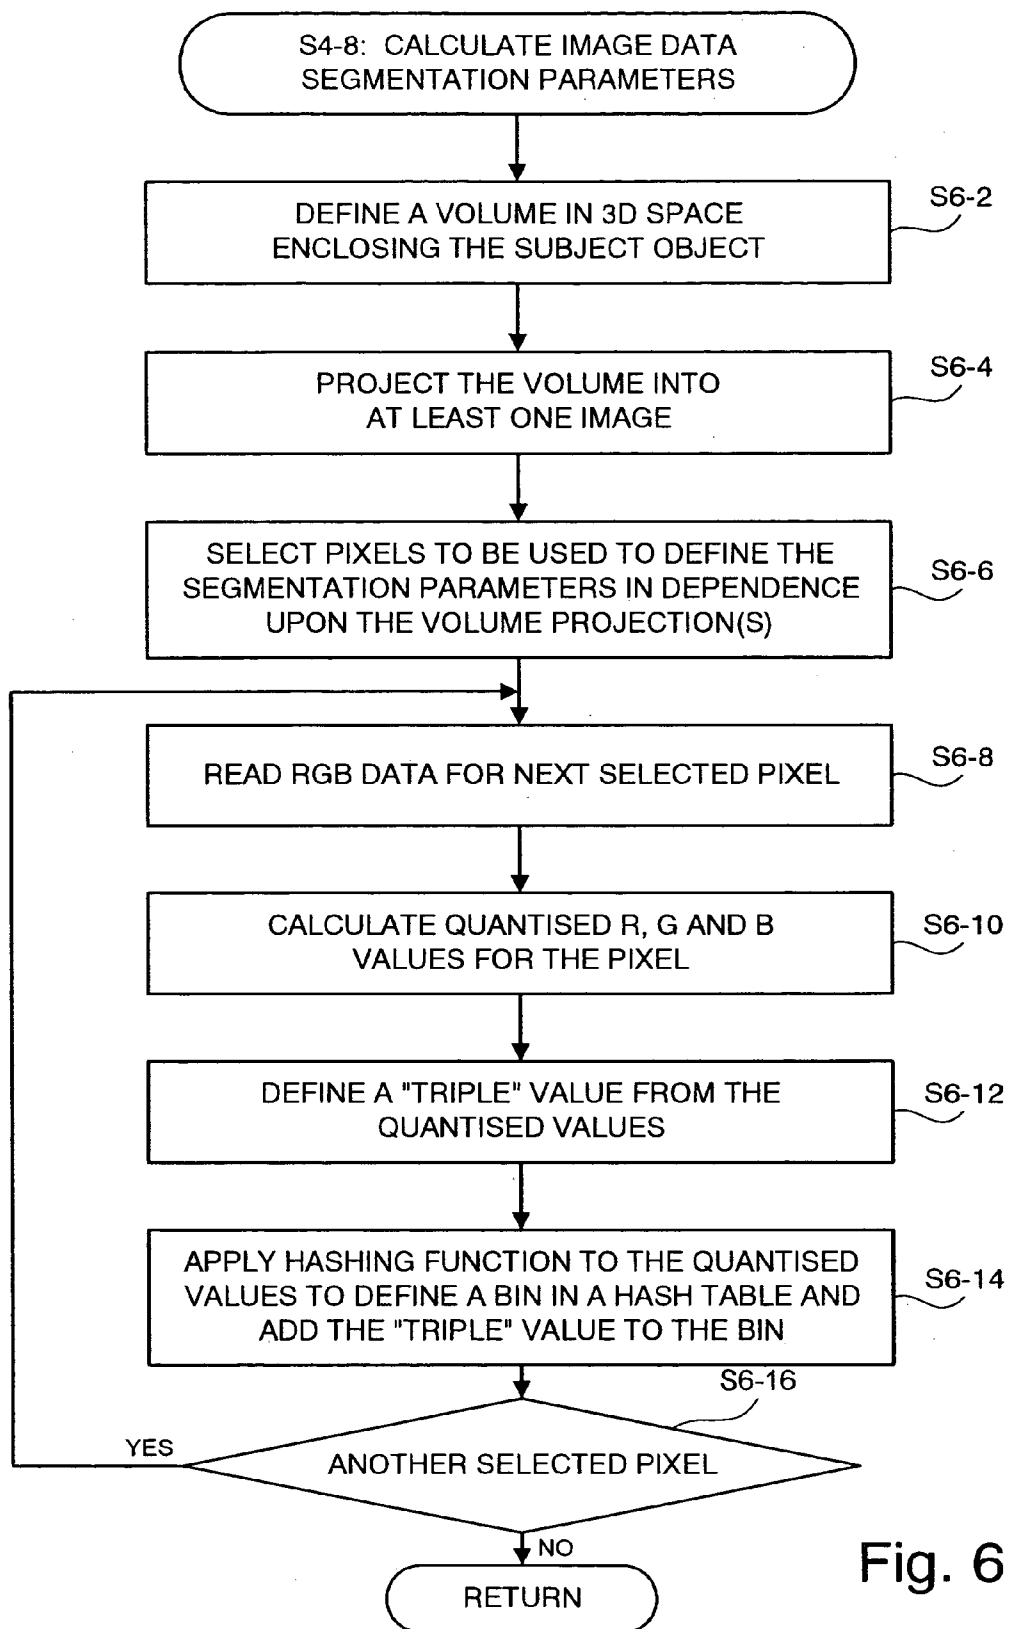 S4-8: CALCULATE IMAGE DATA
SEGMENTATION PARAMETERS
S6-2
DEFINE A VOLUME IN 3D SPACE
ENCLOSING THE SUBJECT OBJECT
S6-4
PROJECT THE VOLUME INTO
AT LEAST ONE IMAGE
S6-6
SELECT PIXELS TO BE USED TO DEFINE THE
SEGMENTATION PARAMETERS IN DEPENDENCE
UPON THE VOLUME PROJECTION(S)
S6-8
READ RGB DATA FOR NEXT SELECTED PIXEL
S6-10
CALCULATE QUANTISED R, G AND B
VALUES FOR THE PIXEL
S6-12
DEFINE A "TRIPLE" VALUE FROM THE
QUANTISED VALUES
S6-14
APPLY HASHING FUNCTION TO THE QUANTISED
VALUES TO DEFINE A BIN IN A HASH TABLE AND
ADD THE "TRIPLE" VALUE TO THE BIN
S6-16
YES
ANOTHER SELECTED PIXEL
NO
RETURN
Fig. 6